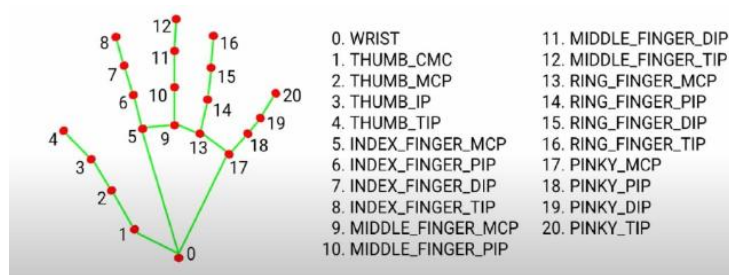 12
8
16
11
7
15
20
6
10
14
19
4
5
9
13
18
3
17
2
1
0
0. WRIST
1. THUMB_CMC
2. THUMB_MCP
3. THUMB_IP
4. THUMB_TIP
5. INDEX_FINGER_MCP
6. INDEX_FINGER_PIP
7. INDEX_FINGER_DIP
8. INDEX_FINGER_TIP
9. MIDDLE_FINGER_MCP
10. MIDDLE_FINGER_PIP
11. MIDDLE_FINGER_DIP
12. MIDDLE_FINGER_TIP
13. RING_FINGER_MCP
14. RING_FINGER_PIP
15. RING_FINGER_DIP
16. RING_FINGER_TIP
17. PINKY_MCP
18. PINKY_PIP
19. PINKY_DIP
20. PINKY_TIP